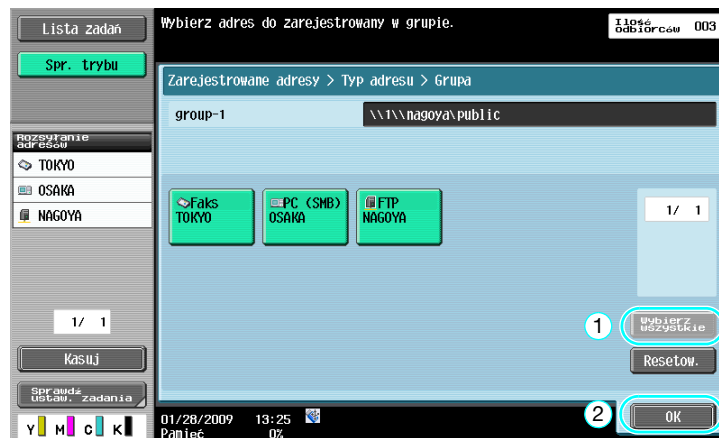 Lista zadań
Wybierz adres do zarejestrowany w grupie.
Ilość
odbiorców 003
Spr. trybu
Zarejestrowane adresy > Typ adresu > Grupa
group-1
\\1\\nagoya\public
Rozsyłanie
adresów
TOKYO
OSAKA
NAGOYA
Faks
TOKYO
PC (SMB)
OSAKA
FTP
NAGOYA
1/ 1
1/ 1
1
Wybierz
wszystkie
Kasuj
Resetow.
Sprawdź
ustaw. zadania
2
OK
Y M C K
01/28/2009 13:25
Pamięć 0%